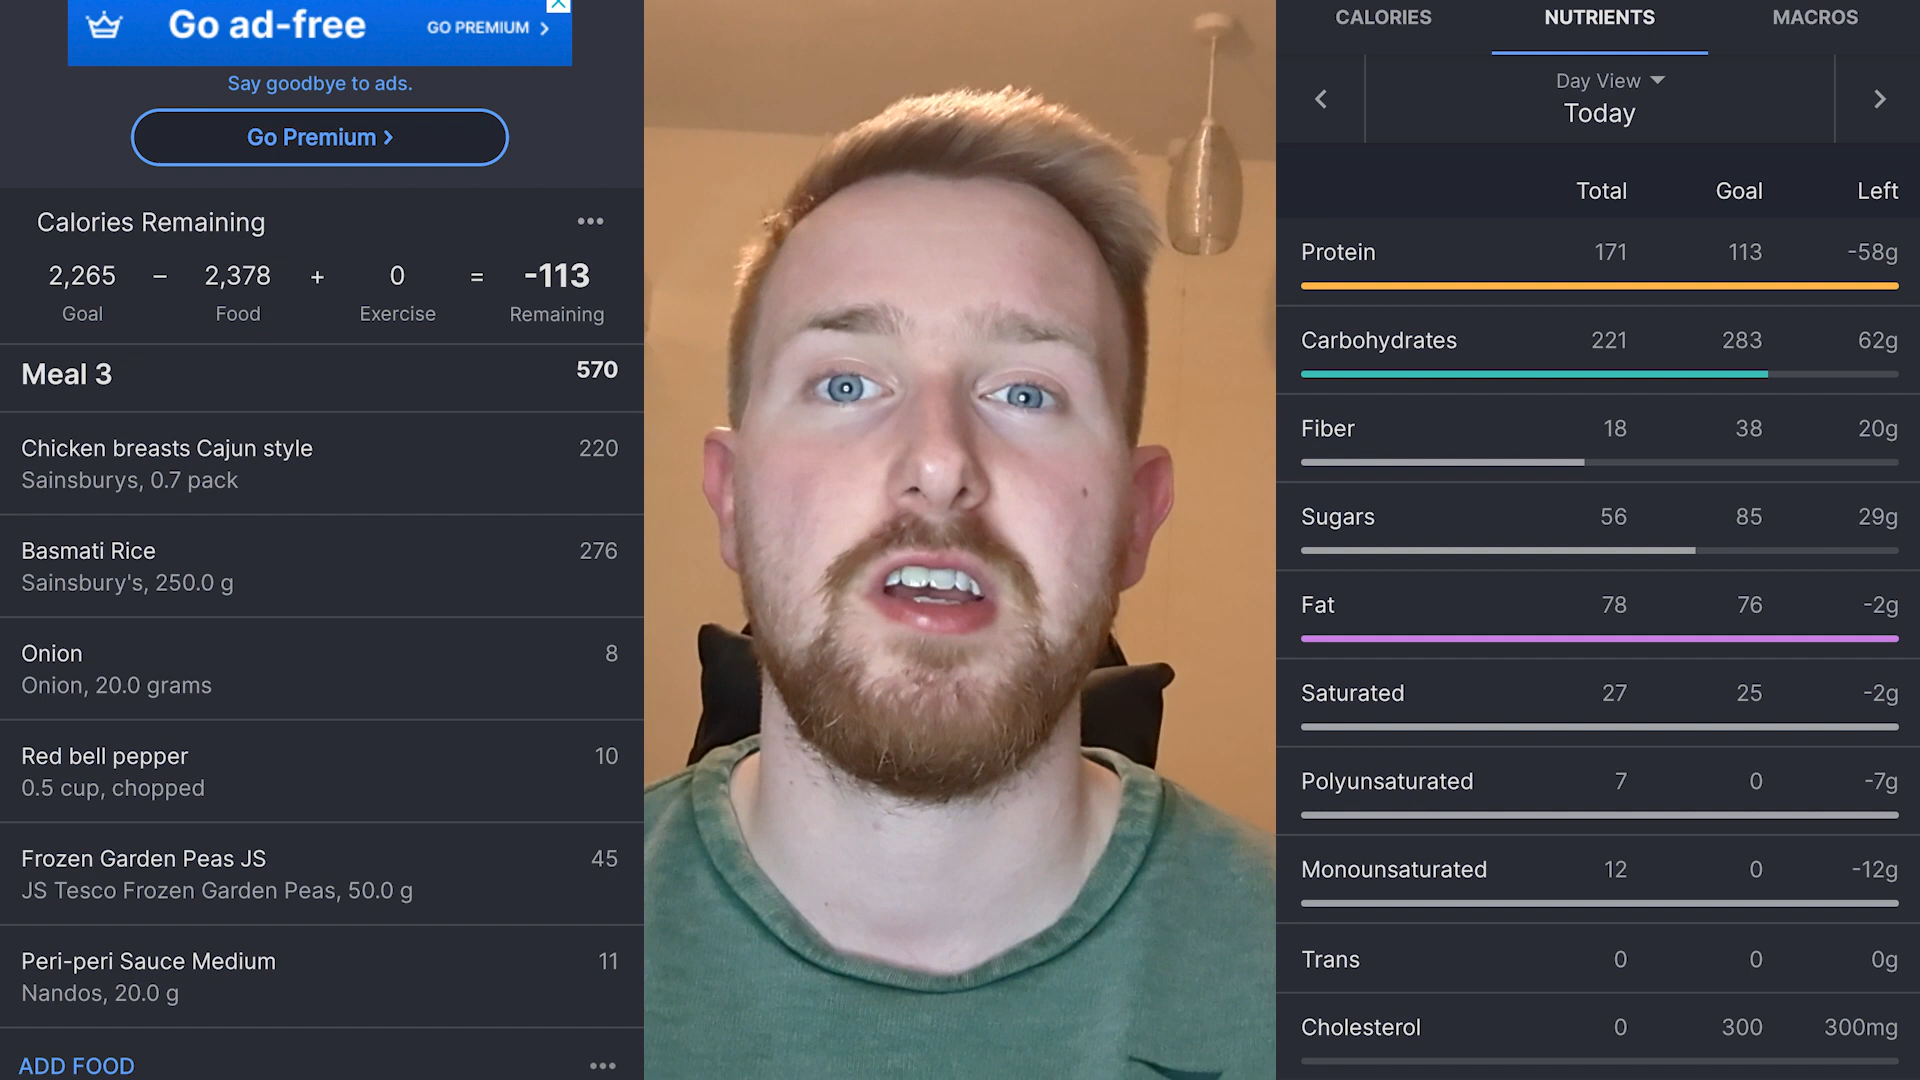 Go ad-free
GO PREMIUM
Say goodbye to ads.
Go Premium
Calories Remaining
2,265 – 2,378 + 0 = -113
Goal Food Exercise Remaining
Meal 3 570
Chicken breasts Cajun style 220
Sainsburys, 0.7 pack
Basmati Rice 276
Sainsbury's, 250.0 g
Onion 8
Onion, 20.0 grams
Red bell pepper 10
0.5 cup, chopped
Frozen Garden Peas JS 45
JS Tesco Frozen Garden Peas, 50.0 g
Peri-peri Sauce Medium 11
Nandos, 20.0 g
ADD FOOD
CALORIES NUTRIENTS MACROS
Day View
Today
Total Goal Left
Protein 171 113 -58g
Carbohydrates 221 283 62g
Fiber 18 38 20g
Sugars 56 85 29g
Fat 78 76 -2g
Saturated 27 25 -2g
Polyunsaturated 7 0 -7g
Monounsaturated 12 0 -12g
Trans 0 0 0g
Cholesterol 0 300 300mg